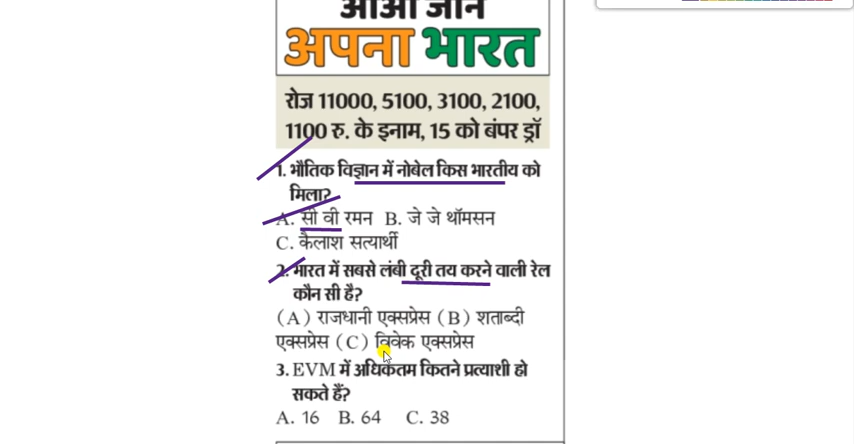 आओ जानें
अपना भारत
रोज 11000, 5100, 3100, 2100,
1100 रु. के इनाम, 15 को बंपर ड्रॉ
1. भौतिक विज्ञान में नोबेल किस भारतीय को
मिला?
A. सी वी रमन B. जे जे थॉमसन
C. कैलाश सत्यार्थी
2. भारत में सबसे लंबी दूरी तय करने वाली रेल
कौन सी है?
(A) राजधानी एक्सप्रेस (B) शताब्दी
एक्सप्रेस (C) विवेक एक्सप्रेस
3. EVM में अधिकतम कितने प्रत्याशी हो
सकते हैं?
A. 16 B. 64 C. 38